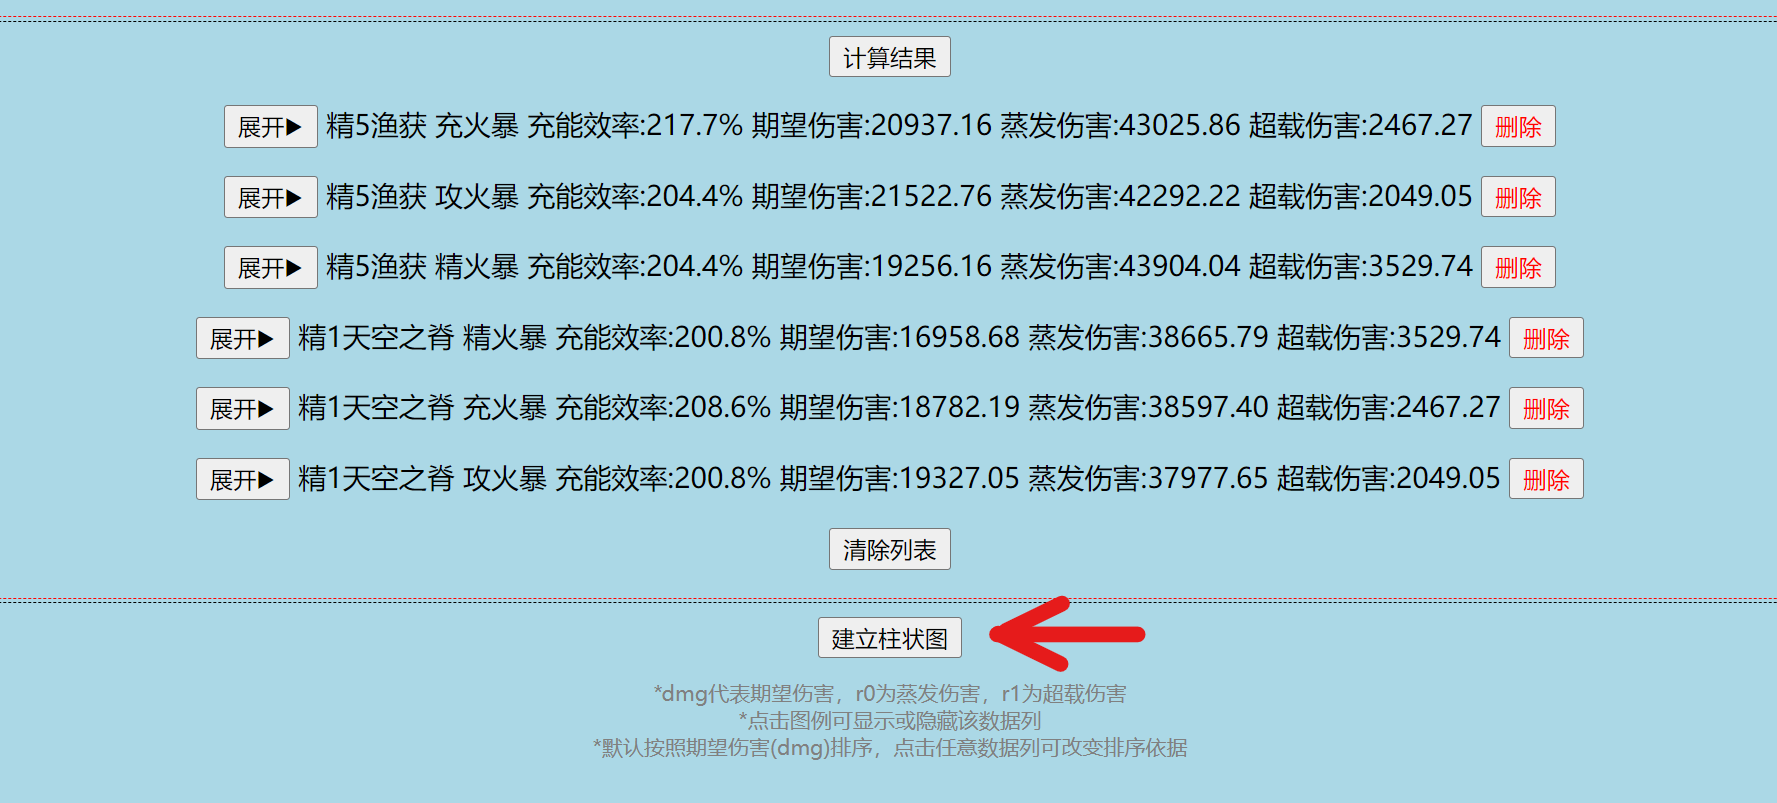 计算结果
展开▶ 精5渔获 充火暴 充能效率:217.7% 期望伤害:20937.16 蒸发伤害:43025.86 超载伤害:2467.27 删除
展开▶ 精5渔获 攻火暴 充能效率:204.4% 期望伤害:21522.76 蒸发伤害:42292.22 超载伤害:2049.05 删除
展开▶ 精5渔获 精火暴 充能效率:204.4% 期望伤害:19256.16 蒸发伤害:43904.04 超载伤害:3529.74 删除
展开▶ 精1天空之脊 精火暴 充能效率:200.8% 期望伤害:16958.68 蒸发伤害:38665.79 超载伤害:3529.74 删除
展开▶ 精1天空之脊 充火暴 充能效率:208.6% 期望伤害:18782.19 蒸发伤害:38597.40 超载伤害:2467.27 删除
展开▶ 精1天空之脊 攻火暴 充能效率:200.8% 期望伤害:19327.05 蒸发伤害:37977.65 超载伤害:2049.05 删除
清除列表
建立柱状图
*dmg代表期望伤害，r0为蒸发伤害，r1为超载伤害
*点击图例可显示或隐藏该数据列
*默认按照期望伤害(dmg)排序，点击任意数据列可改变排序依据